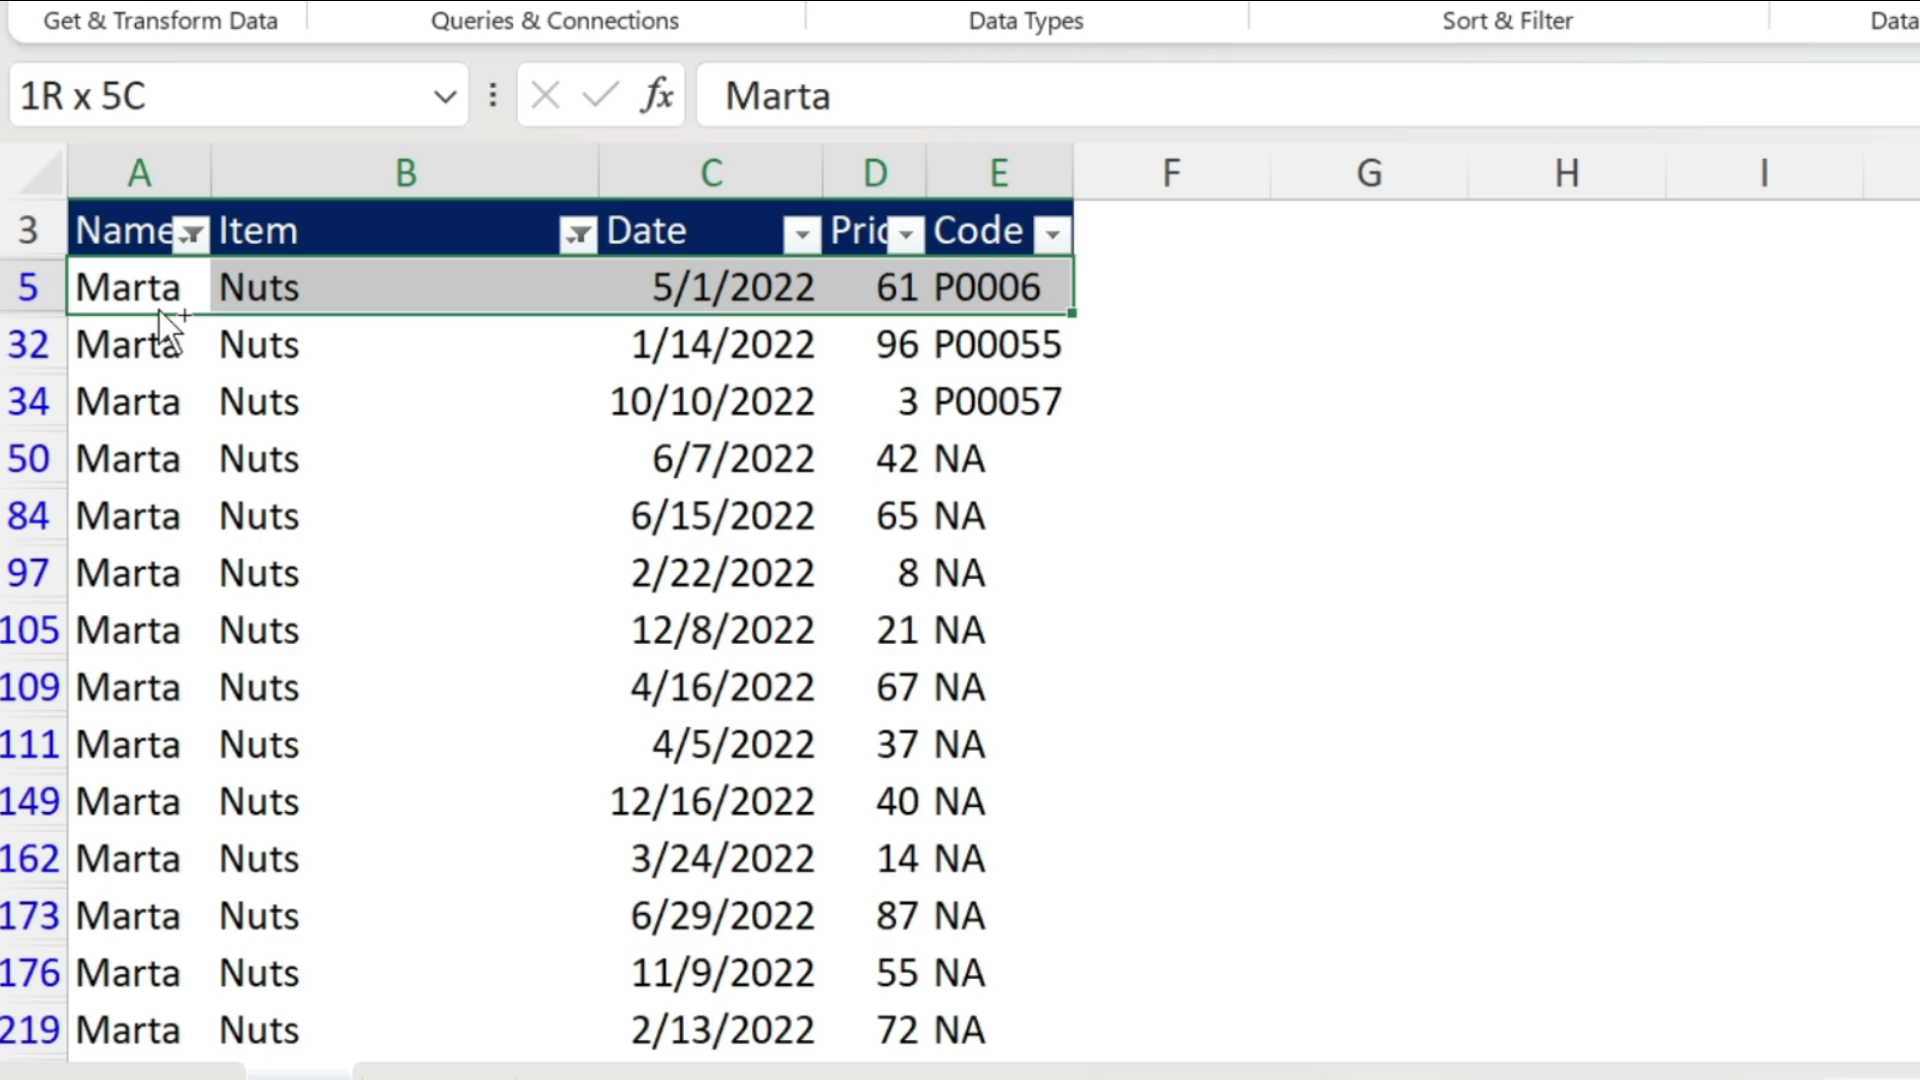 Get & Transform Data Queries & Connections Data Types Sort & Filter Data
1R x 5C fx Marta
A B C D E F G H I
3 Name Item Date Pric Code
5 Marta Nuts 5/1/2022 61 P0006
32 Marta Nuts 1/14/2022 96 P00055
34 Marta Nuts 10/10/2022 3 P00057
50 Marta Nuts 6/7/2022 42 NA
84 Marta Nuts 6/15/2022 65 NA
97 Marta Nuts 2/22/2022 8 NA
105 Marta Nuts 12/8/2022 21 NA
109 Marta Nuts 4/16/2022 67 NA
111 Marta Nuts 4/5/2022 37 NA
149 Marta Nuts 12/16/2022 40 NA
162 Marta Nuts 3/24/2022 14 NA
173 Marta Nuts 6/29/2022 87 NA
176 Marta Nuts 11/9/2022 55 NA
219 Marta Nuts 2/13/2022 72 NA